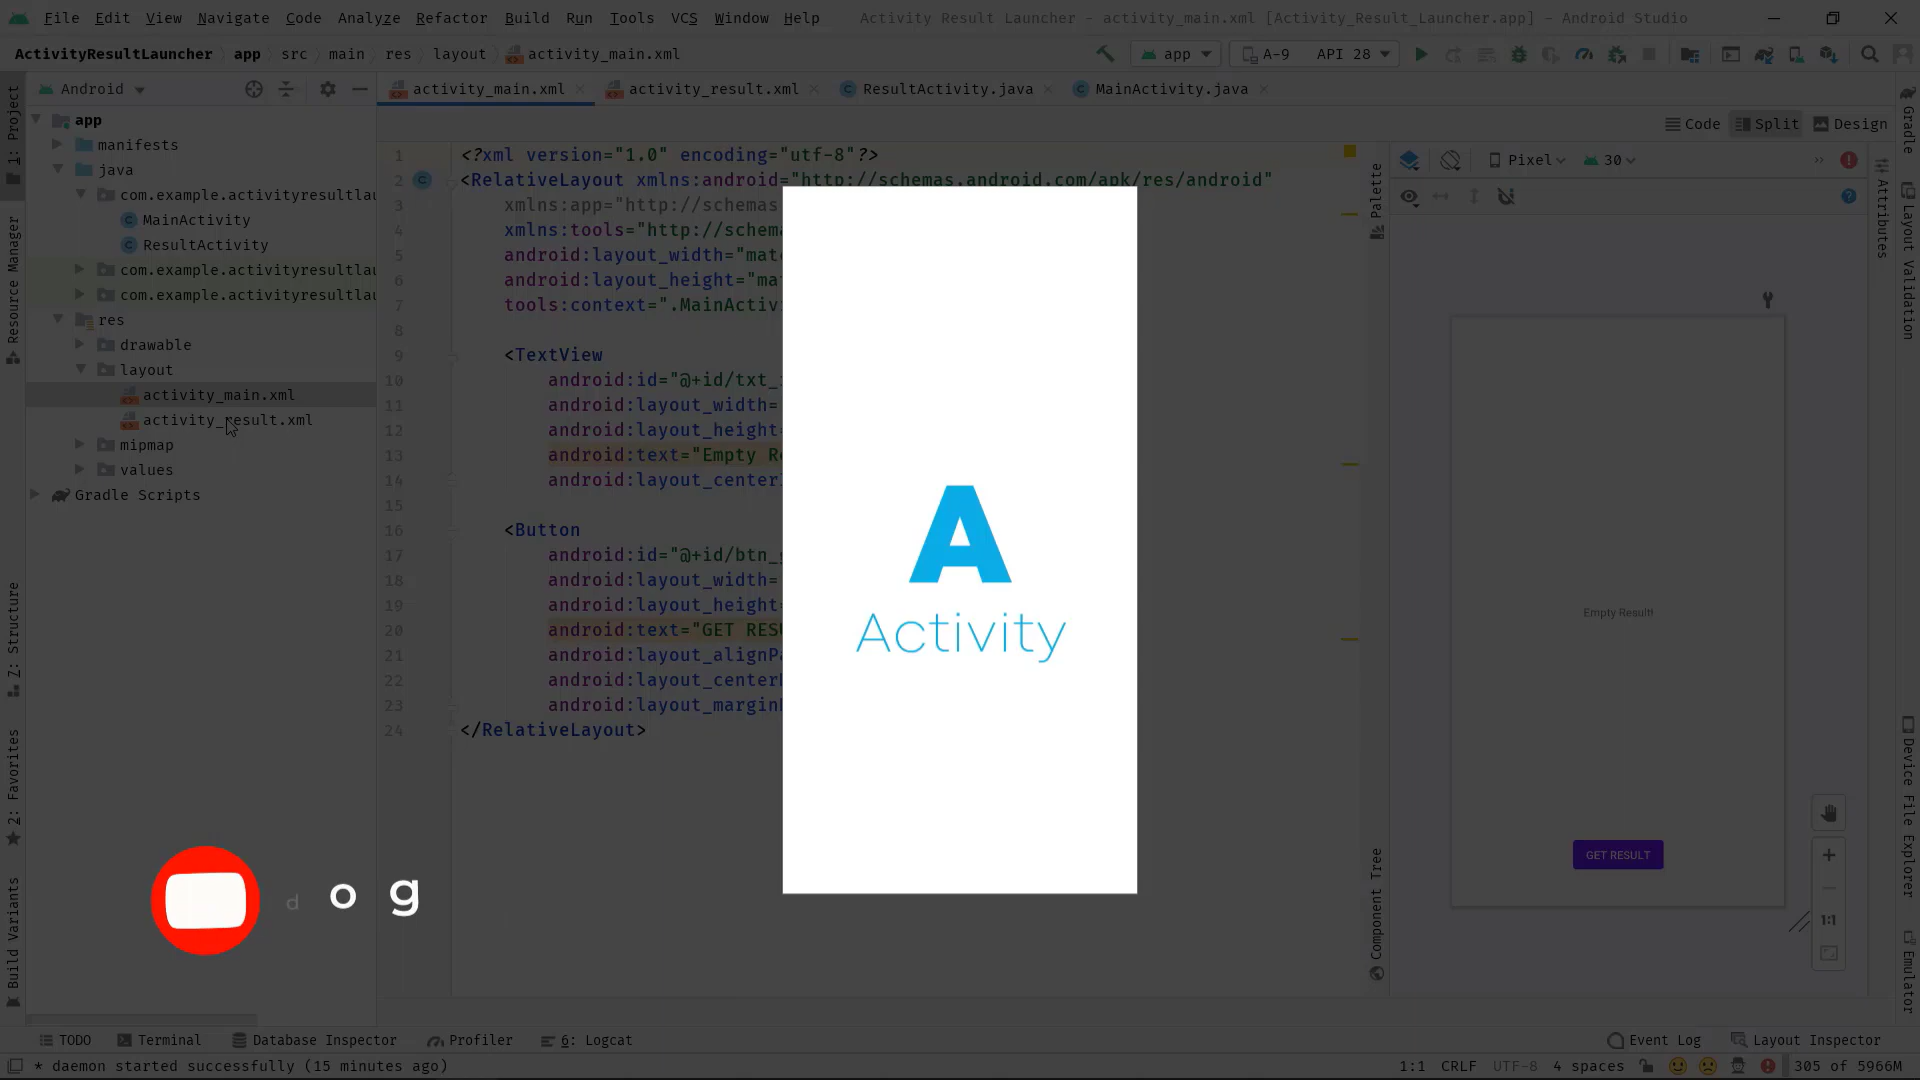 File Edit View Navigate Code Analyze Refactor Build Run Tools VCS Window Help Activity Result Launcher - activity_main.xml [Activity_Result_Launcher.app] - Android Studio
ActivityResultLauncher app src main res layout activity_main.xml app A-9 API 28
Android activity_main.xml activity_result.xml ResultActivity.java MainActivity.java
Code Split Design
1: Project
Resource Manager
Z: Structure
2: Favorites
Build Variants
app
manifests
java
com.example.activityresultlau
MainActivity
ResultActivity
com.example.activityresultlau
com.example.activityresultlau
res
drawable
layout
activity_main.xml
activity_result.xml
mipmap
values
Gradle Scripts
1 <?xml version="1.0" encoding="utf-8"?>
2 <RelativeLayout xmlns:android="http://schemas.android.com/apk/res/android"
3 xmlns:app="http://schemas
4 xmlns:tools="http://schema
5 android:layout_width="mat
6 android:layout_height="ma
7 tools:context=".MainActiv
8
9 <TextView
10 android:id="@+id/txt_
11 android:layout_width=
12 android:layout_height=
13 android:text="Empty Re
14 android:layout_center
15
16 <Button
17 android:id="@+id/btn_
18 android:layout_width=
19 android:layout_height=
20 android:text="GET RESU
21 android:layout_alignPa
22 android:layout_center
23 android:layout_margin
24 </RelativeLayout>
A
Activity
d o g
Palette
Component Tree
Pixel 30
Empty Result!
GET RESULT
1:1
Attributes
Gradle
Layout Validation
Device File Explorer
Emulator
TODO Terminal Database Inspector Profiler 6: Logcat Event Log Layout Inspector
* daemon started successfully (15 minutes ago) 1:1 CRLF UTF-8 4 spaces 305 of 5966M